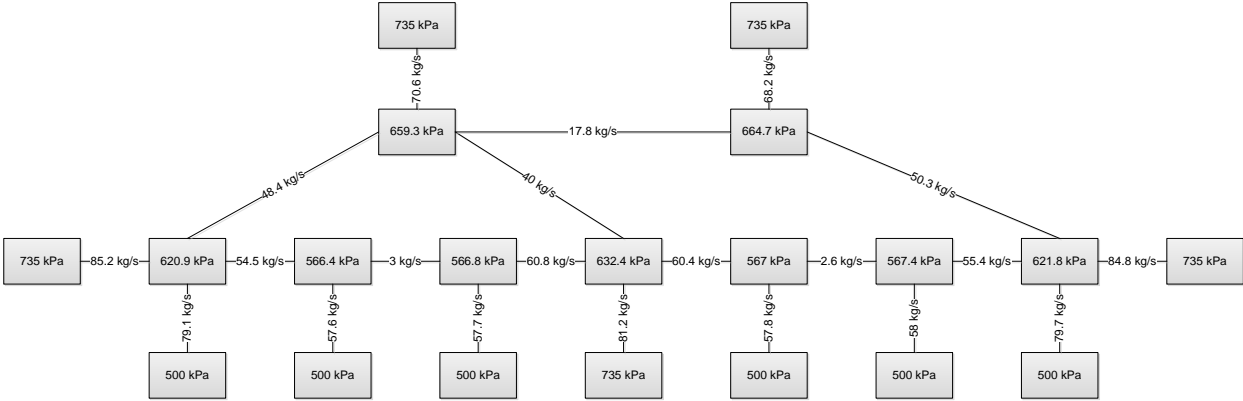 735 kPa
735 kPa
70.6 kg/s
68.2 kg/s
659.3 kPa
17.8 kg/s
664.7 kPa
48.4 kg/s
40 kg/s
50.3 kg/s
735 kPa
85.2 kg/s
620.9 kPa
54.5 kg/s
566.4 kPa
3 kg/s
566.8 kPa
60.8 kg/s
632.4 kPa
60.4 kg/s
567 kPa
2.6 kg/s
567.4 kPa
55.4 kg/s
621.8 kPa
84.8 kg/s
735 kPa
79.1 kg/s
57.6 kg/s
57.7 kg/s
81.2 kg/s
57.8 kg/s
58 kg/s
79.7 kg/s
500 kPa
500 kPa
500 kPa
735 kPa
500 kPa
500 kPa
500 kPa